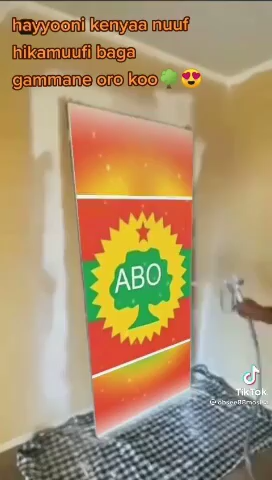 hayyooni kenyaa nuuf
hikamuufi baga
gammane oro koo🌳😍
ABO
TikTok